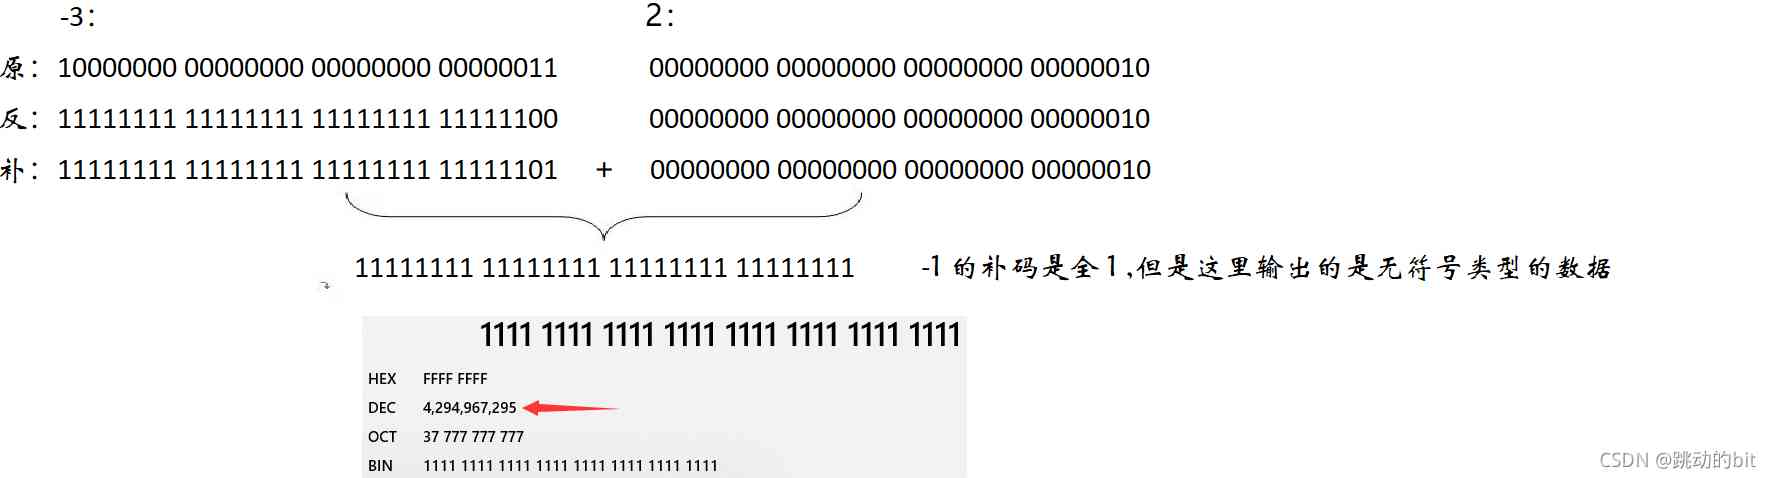 -3： 2：
原：10000000 00000000 00000000 00000011 00000000 00000000 00000000 00000010
反：11111111 11111111 11111111 11111100 00000000 00000000 00000000 00000010
补：11111111 11111111 11111111 11111101 + 00000000 00000000 00000000 00000010
11111111 11111111 11111111 11111111 -1的补码是全1,但是这里输出的是无符号类型的数据
1111 1111 1111 1111 1111 1111 1111 1111
HEX FFFF FFFF
DEC 4,294,967,295
OCT 37 777 777 777
BIN 1111 1111 1111 1111 1111 1111 1111 1111
CSDN @跳动的bit